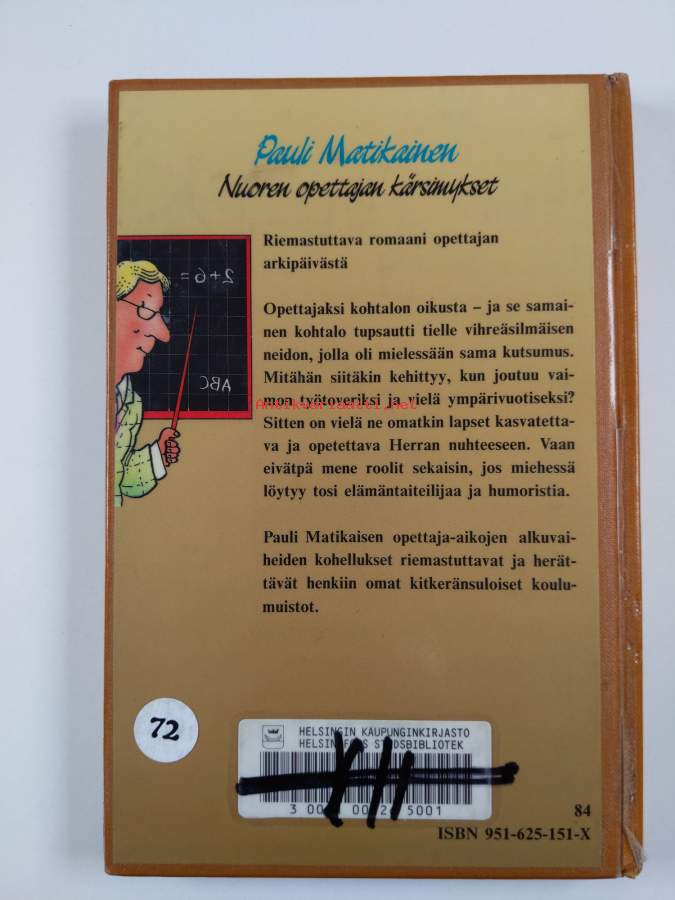 Pauli Matikainen
Nuoren opettajan kärsimykset
Riemastuttava romaani opettajan
arkipäivästä
2+6=
ABC
Opettajaksi kohtalon oikusta – ja se samai-
nen kohtalo tupsautti tielle vihreäsilmäisen
neidon, jolla oli mielessään sama kutsumus.
Mitähän siitäkin kehittyy, kun joutuu vai-
mon työtoveriksi ja vielä ympärivuotiseksi?
Antikvariaatti.net
Sitten on vielä ne omatkin lapset kasvatetta-
va ja opetettava Herran nuhteeseen. Vaan
eivätpä mene roolit sekaisin, jos miehessä
löytyy tosi elämäntaiteilijaa ja humoristia.
Pauli Matikaisen opettaja-aikojen alkuvai-
heiden kohellukset riemastuttavat ja herät-
tävät henkiin omat kitkeränsuloiset koulu-
muistot.
72
HELSINGIN KAUPUNGINKIRJASTO
STADSBIBLIOTEK
5001
84
ISBN 951-625-151-X